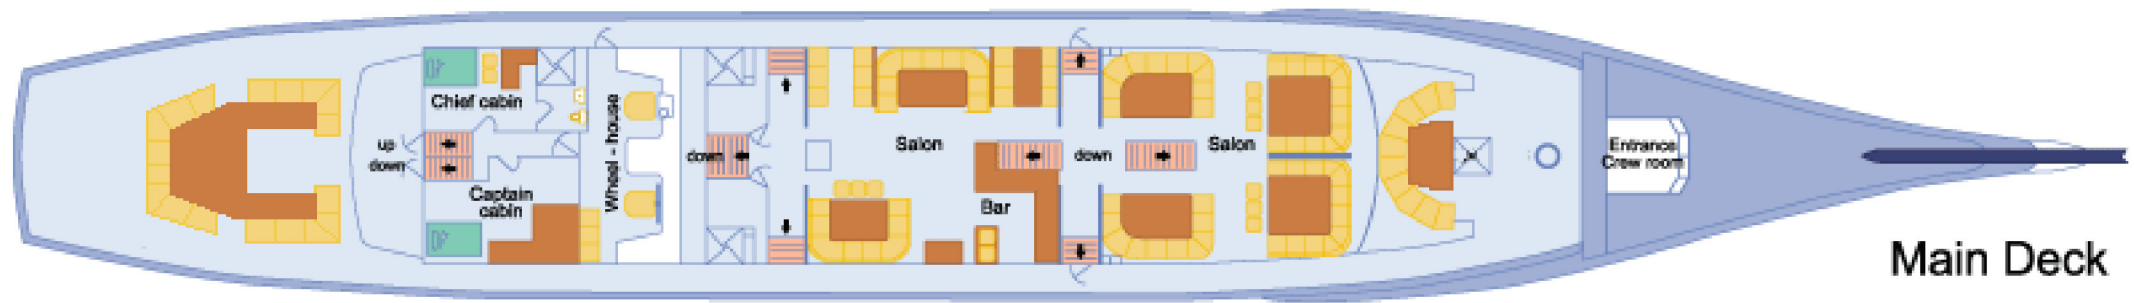 Chief cabin
up
down
Captain
cabin
Wheel - house
down
Salon
Bar
down
Salon
Entrance
Crew room
Main Deck